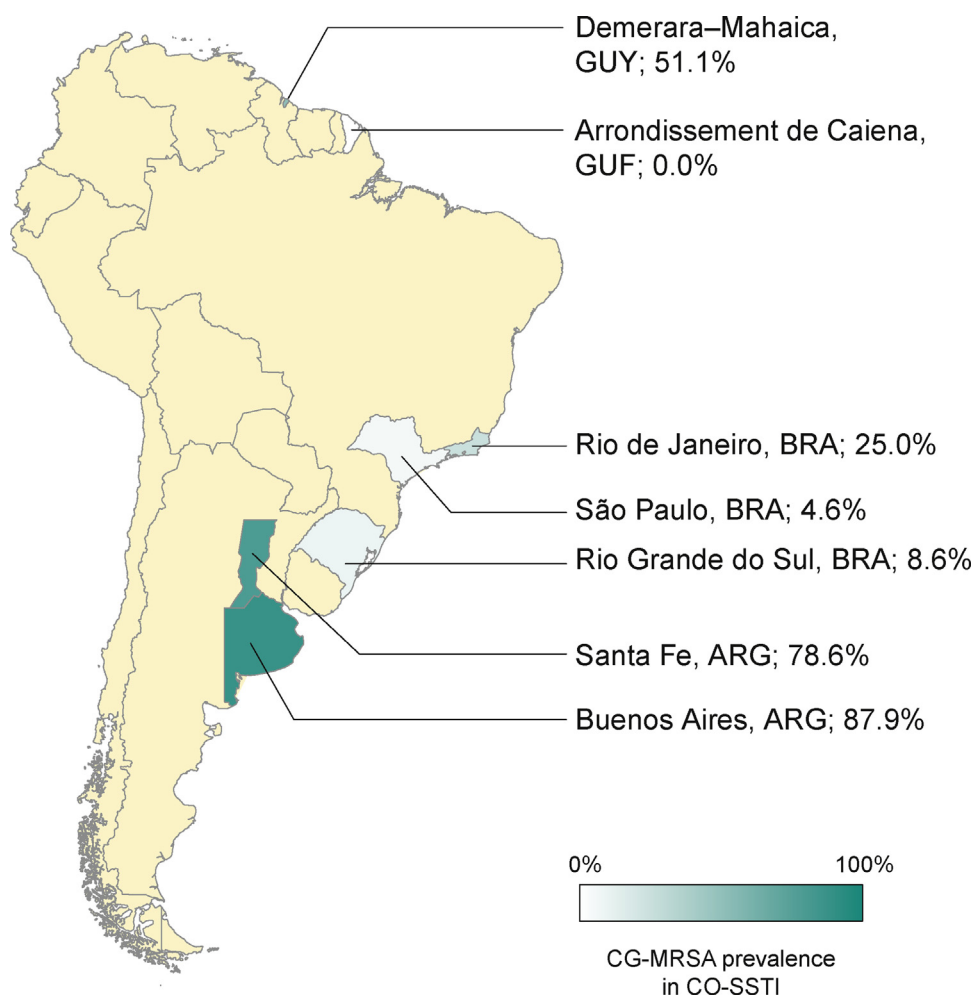 Demerara–Mahaica,
GUY; 51.1%
Arrondissement de Caiena,
GUF; 0.0%
Rio de Janeiro, BRA; 25.0%
São Paulo, BRA; 4.6%
Rio Grande do Sul, BRA; 8.6%
Santa Fe, ARG; 78.6%
Buenos Aires, ARG; 87.9%
0% 100%
CG-MRSA prevalence
in CO-SSTI